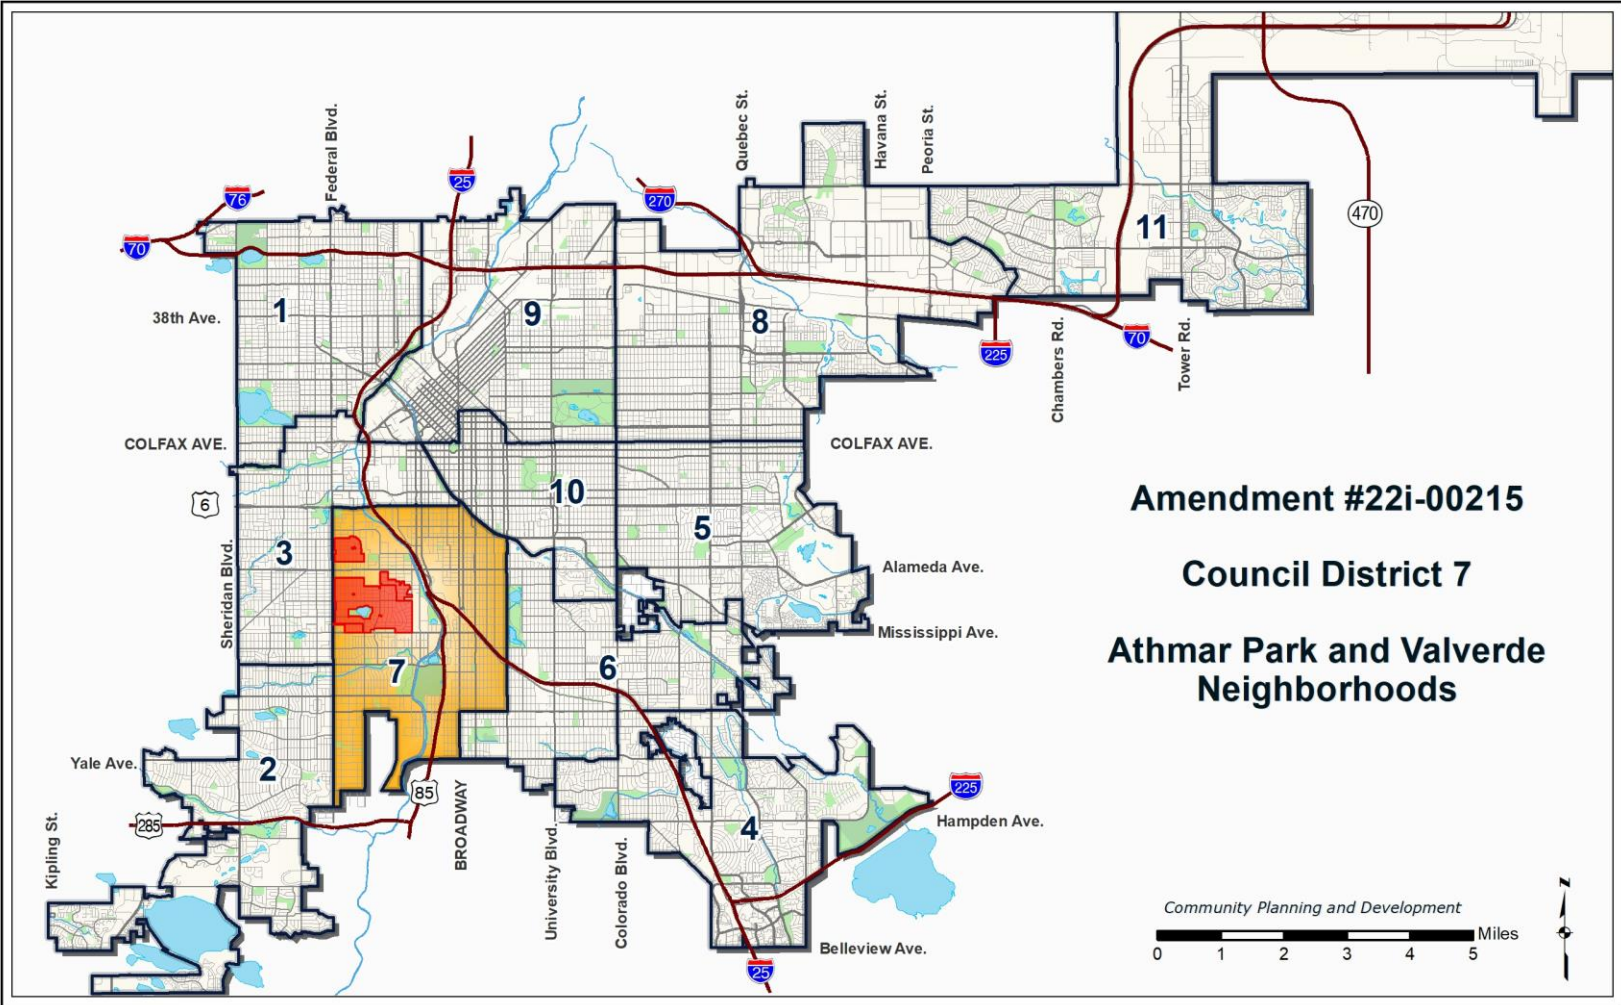 Federal Blvd.
Quebec St.
Havana St.
Peoria St.
76
25
270
70
470
11
1
9
8
38th Ave.
225
70
Chambers Rd.
Tower Rd.
COLFAX AVE.
COLFAX AVE.
6
10
5
3
Sheridan Blvd.
Alameda Ave.
Mississippi Ave.
7
6
Amendment #22i-00215
Council District 7
Athmar Park and Valverde
Neighborhoods
Yale Ave.
2
85
285
BROADWAY
Kipling St.
University Blvd.
Colorado Blvd.
4
225
Hampden Ave.
Belleview Ave.
25
Community Planning and Development
Miles
0 1 2 3 4 5
N